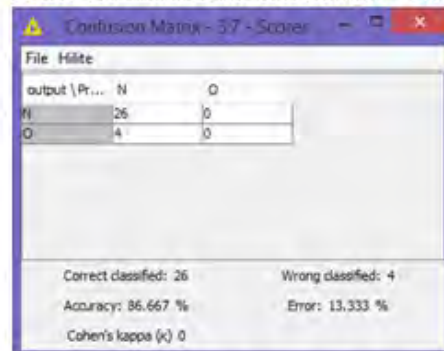 Confusion Matrix - 3:7 - Scorer
File Hilite
output \ Pr... N O
N 26 0
O 4 0
Correct classified: 26 Wrong classified: 4
Accuracy: 86.667 % Error: 13.333 %
Cohen's kappa (κ) 0